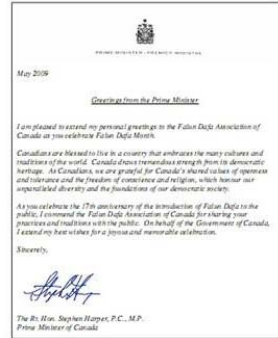 PRIME MINISTER · PREMIER MINISTRE
May 2009
Greetings from the Prime Minister
I am pleased to extend my personal greetings to the Falun Dafa Association of
Canada as you celebrate Falun Dafa Month.
Canadians are blessed to live in a country that embraces the many cultures and
traditions of the world. Canada draws tremendous strength from its democratic
heritage. As Canadians, we are grateful for Canada's shared values of openness
and tolerance and the freedom of conscience and religion, which honour our
unparalleled diversity and the foundations of our democratic society.
As you celebrate the 17th anniversary of the introduction of Falun Dafa to the
public, I commend the Falun Dafa Association of Canada for sharing your
practices and traditions with the public. On behalf of the Government of Canada,
I extend my best wishes for a joyous and memorable celebration.
Sincerely,
The Rt. Hon. Stephen Harper, P.C., M.P.
Prime Minister of Canada